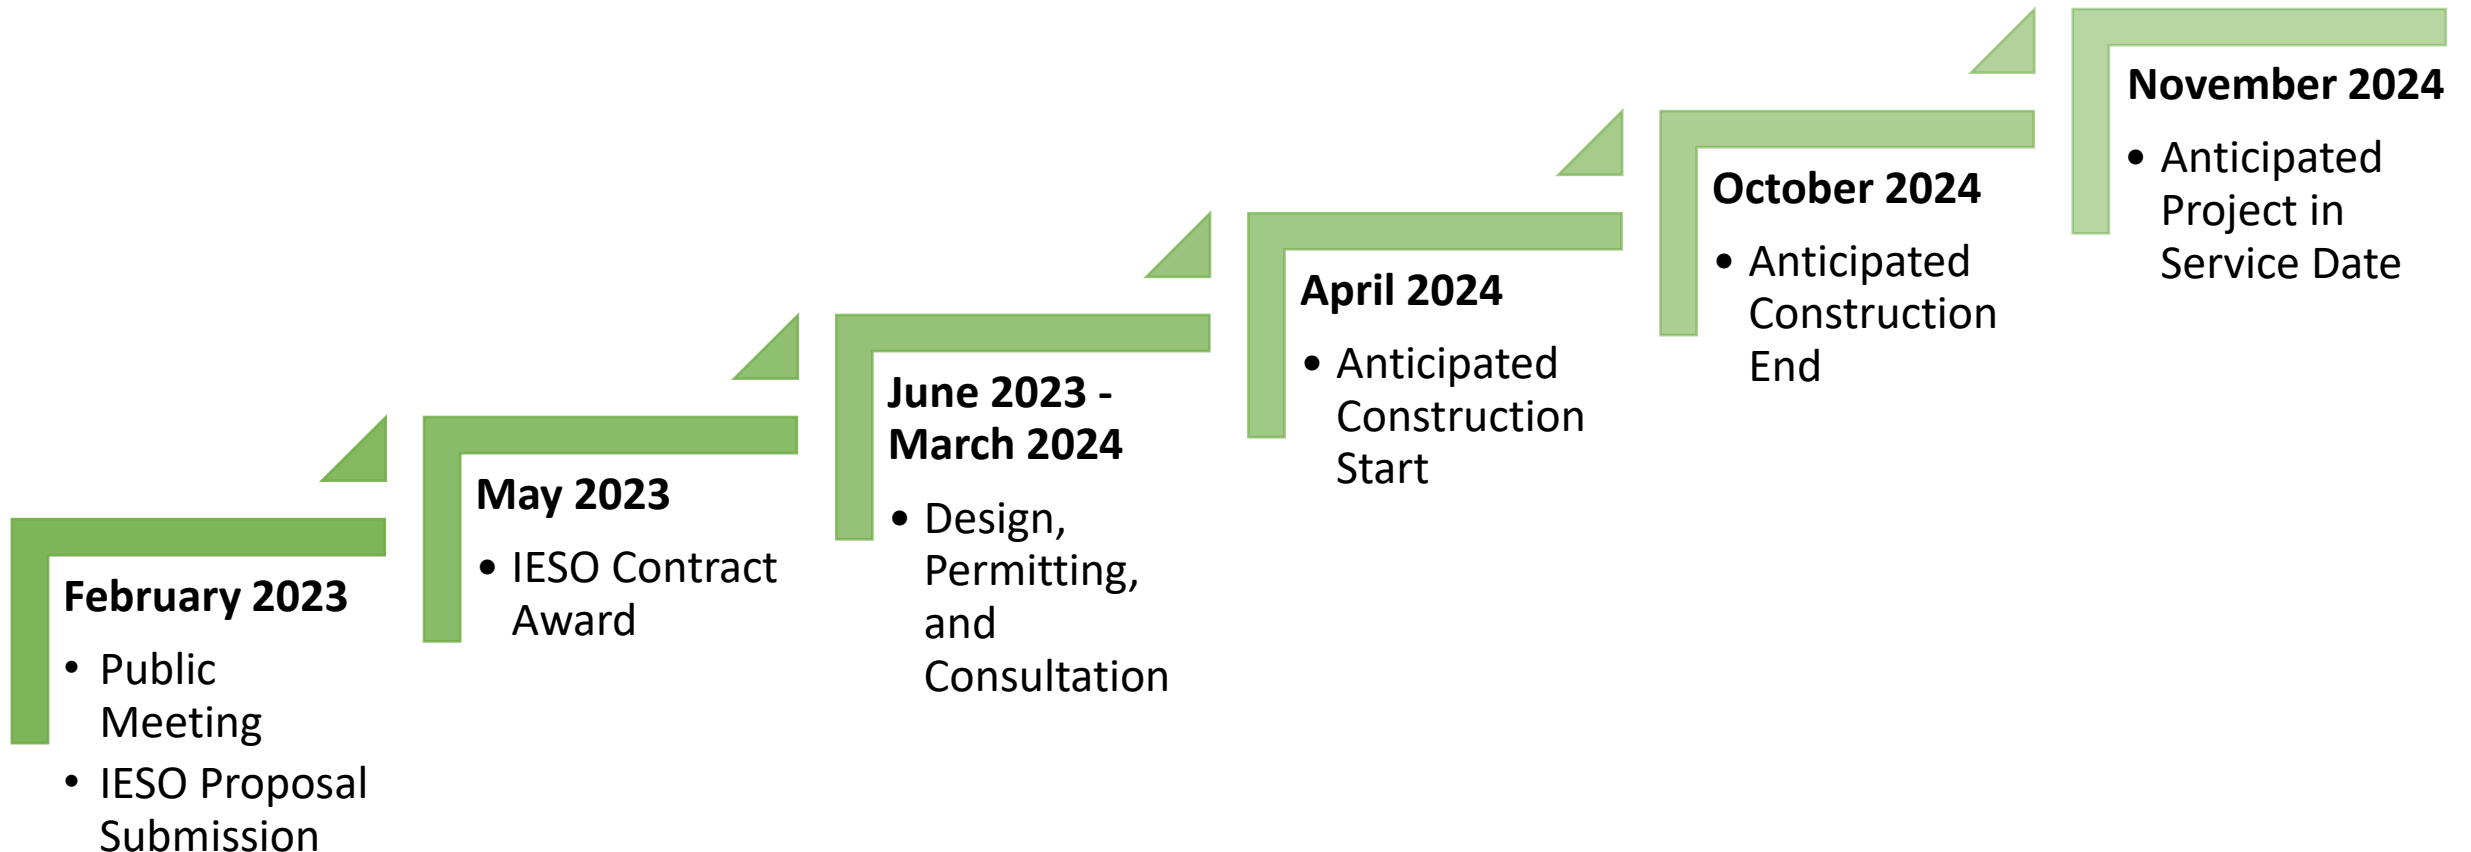 February 2023
• Public
Meeting
• IESO Proposal
Submission
May 2023
• IESO Contract
Award
June 2023 -
March 2024
• Design,
Permitting,
and
Consultation
April 2024
• Anticipated
Construction
Start
October 2024
• Anticipated
Construction
End
November 2024
• Anticipated
Project in
Service Date